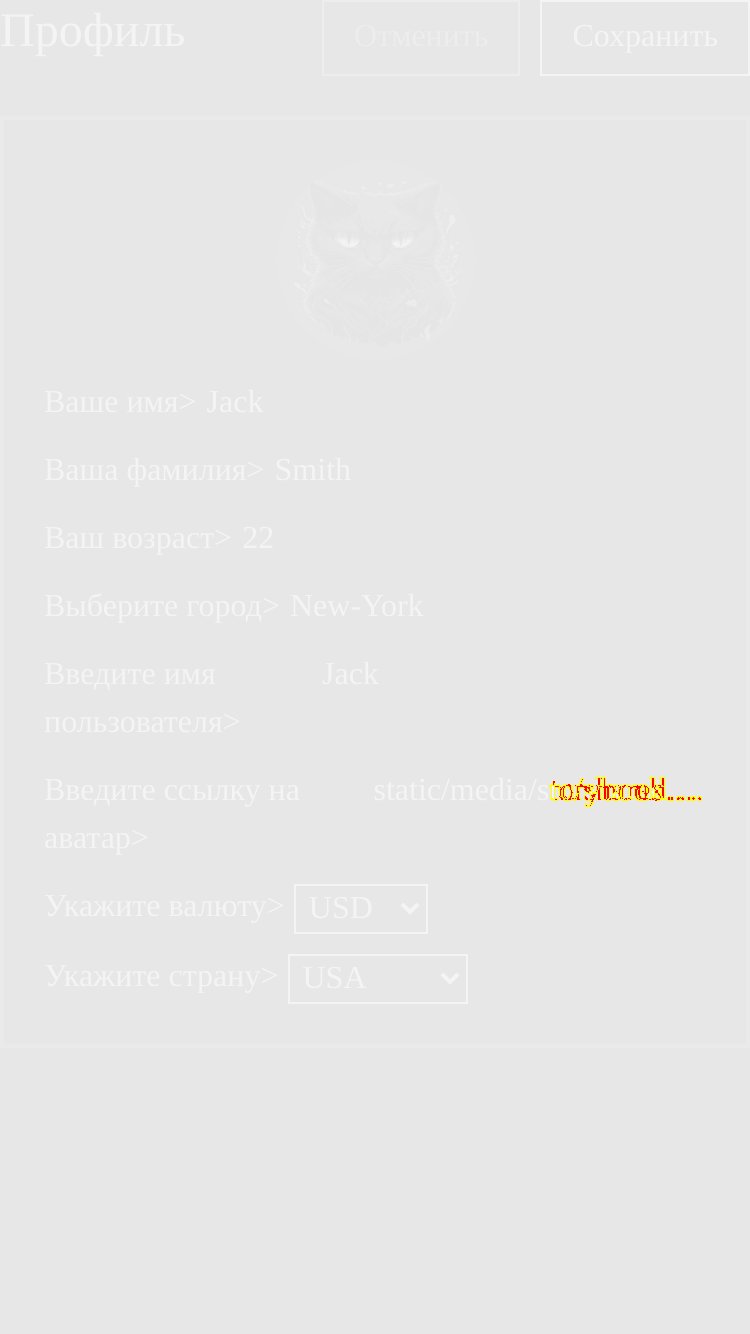 Профиль
Отменить
Сохранить
Ваше имя> Jack
Ваша фамилия> Smith
Ваш возраст> 22
Выберите город> New-York
Введите имя
пользователя>
Jack
Введите ссылку на
аватар>
static/media/
Укажите валюту> USD
Укажите страну> USA